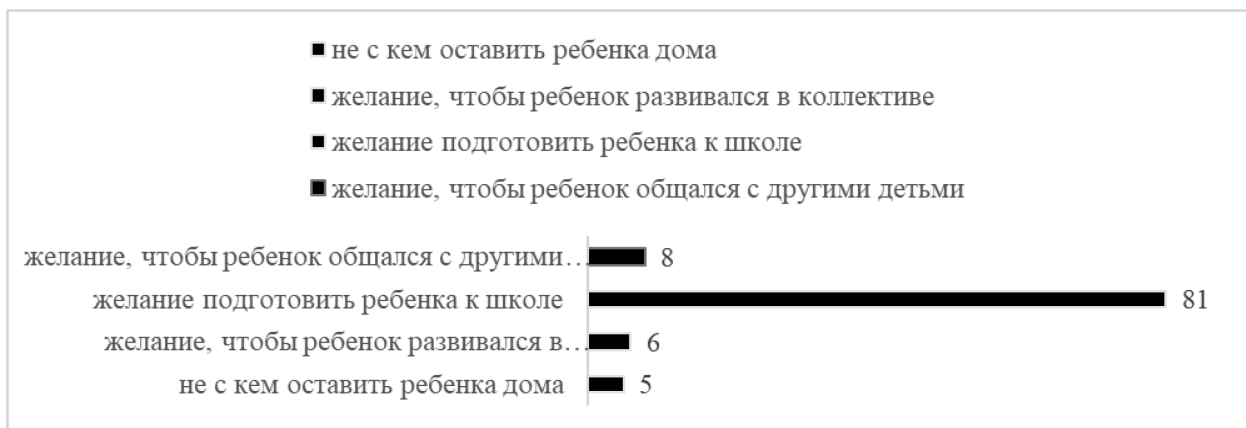 не с кем оставить ребенка дома
желание, чтобы ребенок развивался в коллективе
желание подготовить ребенка к школе
желание, чтобы ребенок общался с другими детьми
желание, чтобы ребенок общался с другими… 8
желание подготовить ребенка к школе 81
желание, чтобы ребенок развивался в… 6
не с кем оставить ребенка дома 5